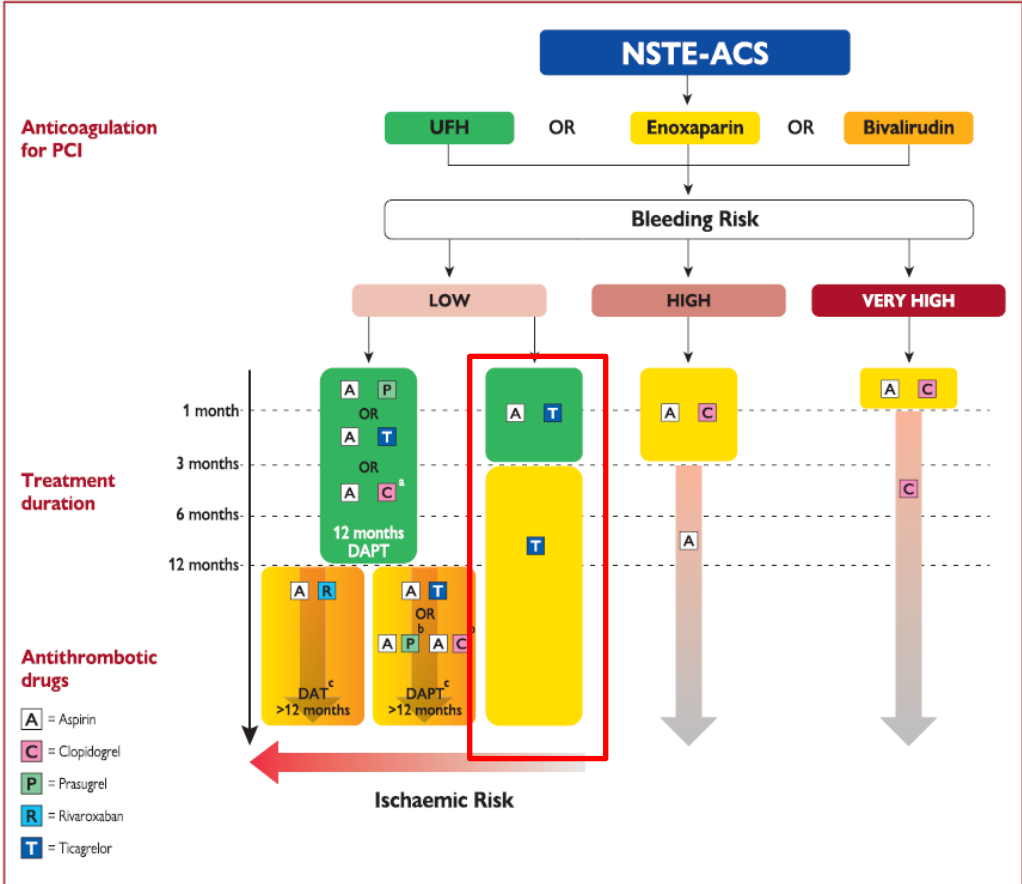 NSTE-ACS
Anticoagulation
for PCI
UFH OR Enoxaparin OR Bivalirudin
Bleeding Risk
LOW HIGH VERY HIGH
A P
OR
A T
OR
A C a
12 months
DAPT
A T
T
A C
A
A C
C
1 month
3 months
6 months
12 months
Treatment
duration
A R
DAT c
>12 months
A T
OR
b
A P A C
DAPT c
>12 months
Ischaemic Risk
Antithrombotic
drugs
A = Aspirin
C = Clopidogrel
P = Prasugrel
R = Rivaroxaban
T = Ticagrelor